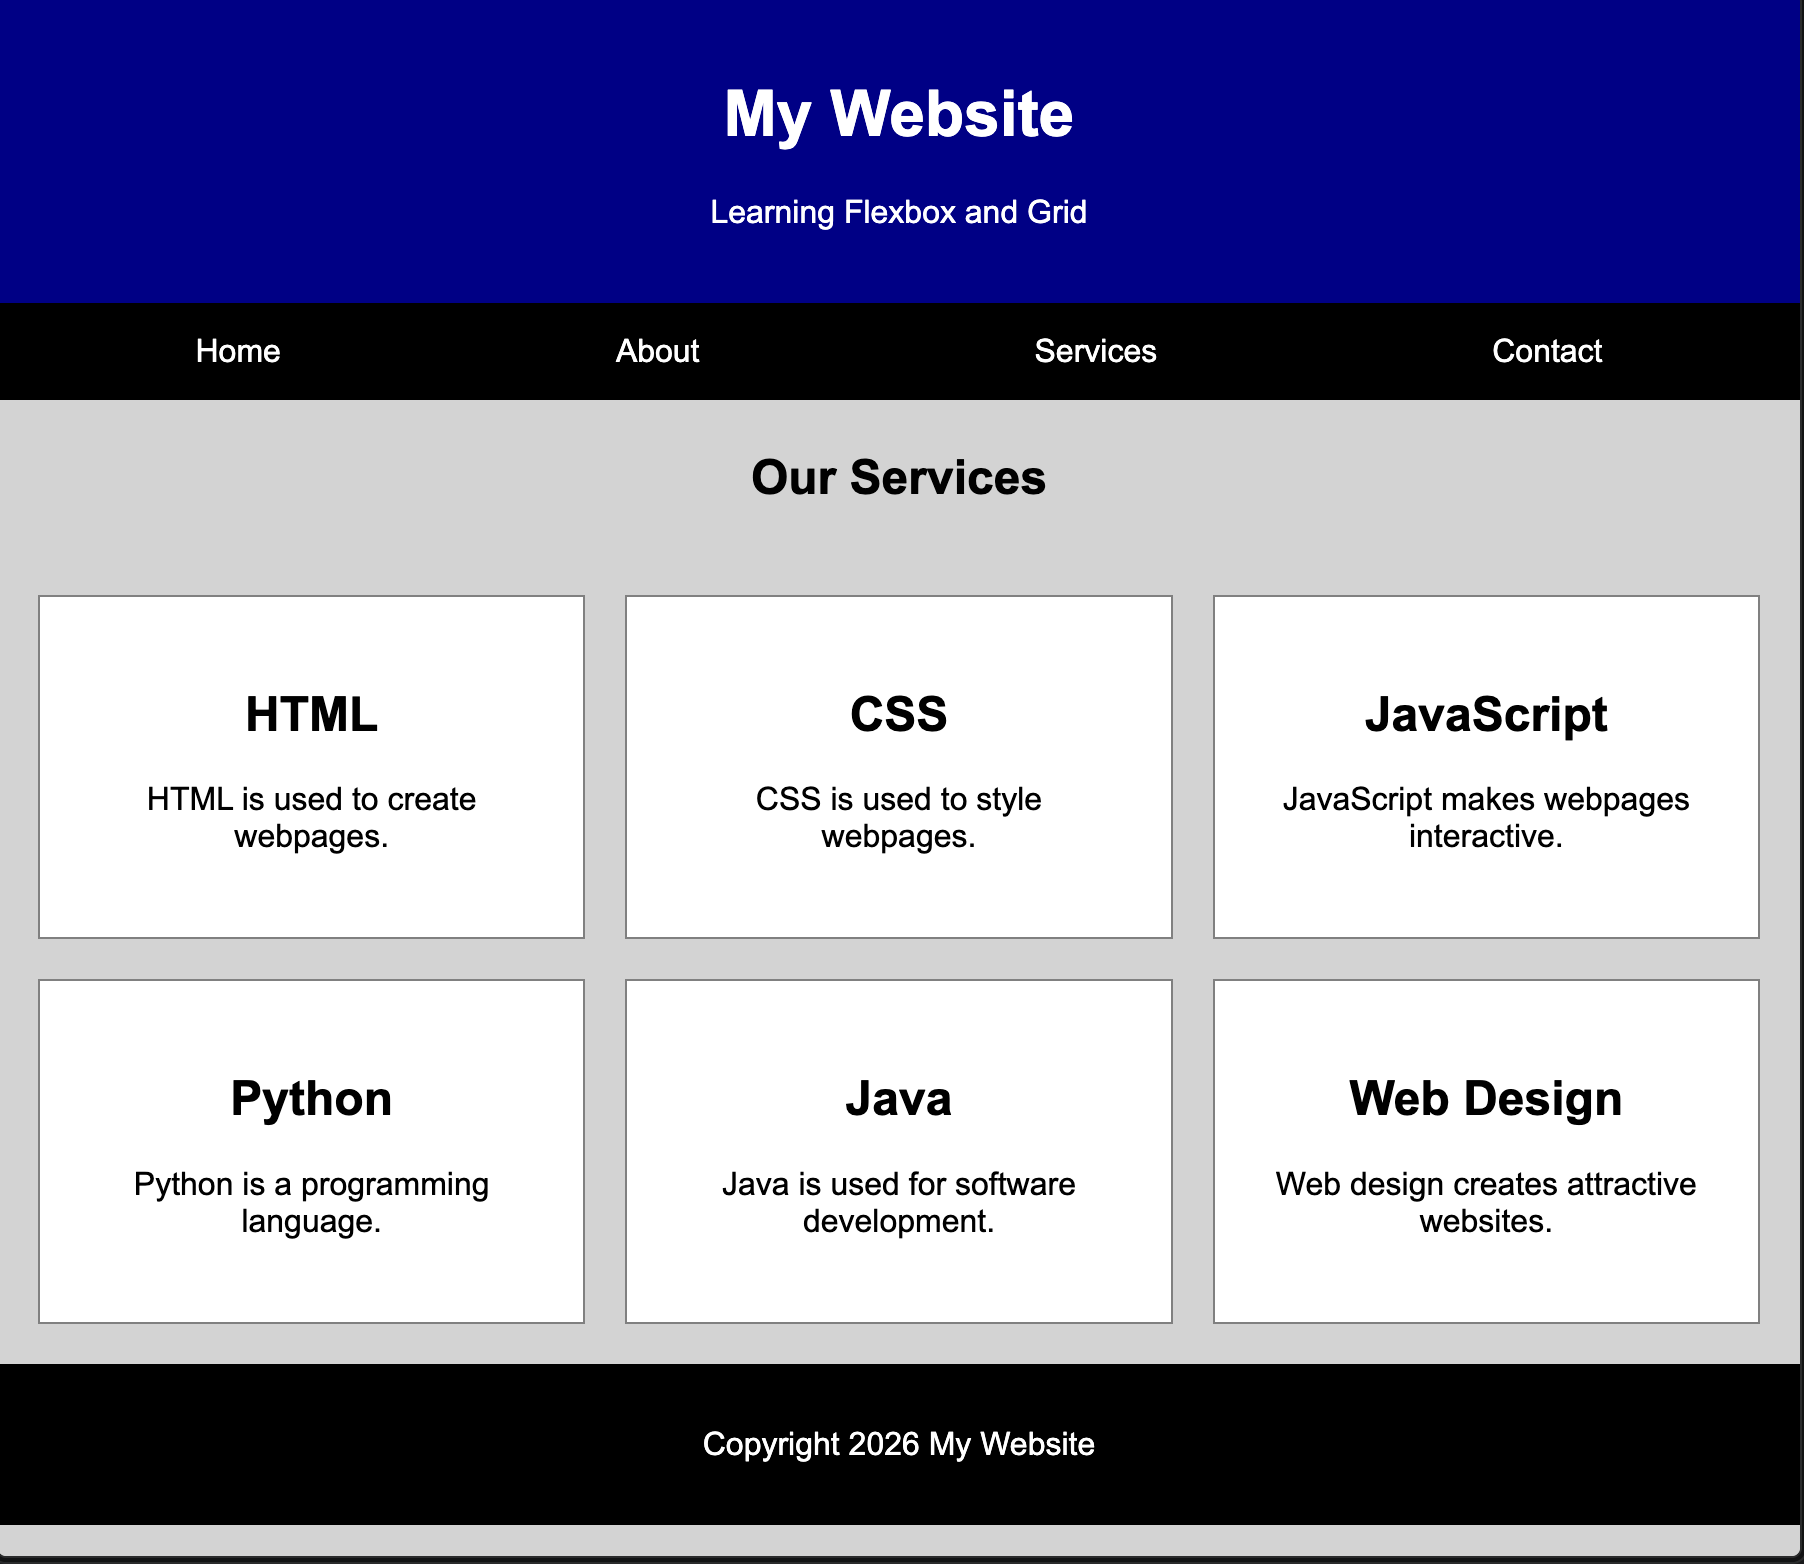 My Website
Learning Flexbox and Grid
Home About Services Contact
Our Services
HTML
HTML is used to create
webpages.
CSS
CSS is used to style
webpages.
JavaScript
JavaScript makes webpages
interactive.
Python
Python is a programming
language.
Java
Java is used for software
development.
Web Design
Web design creates attractive
websites.
Copyright 2026 My Website